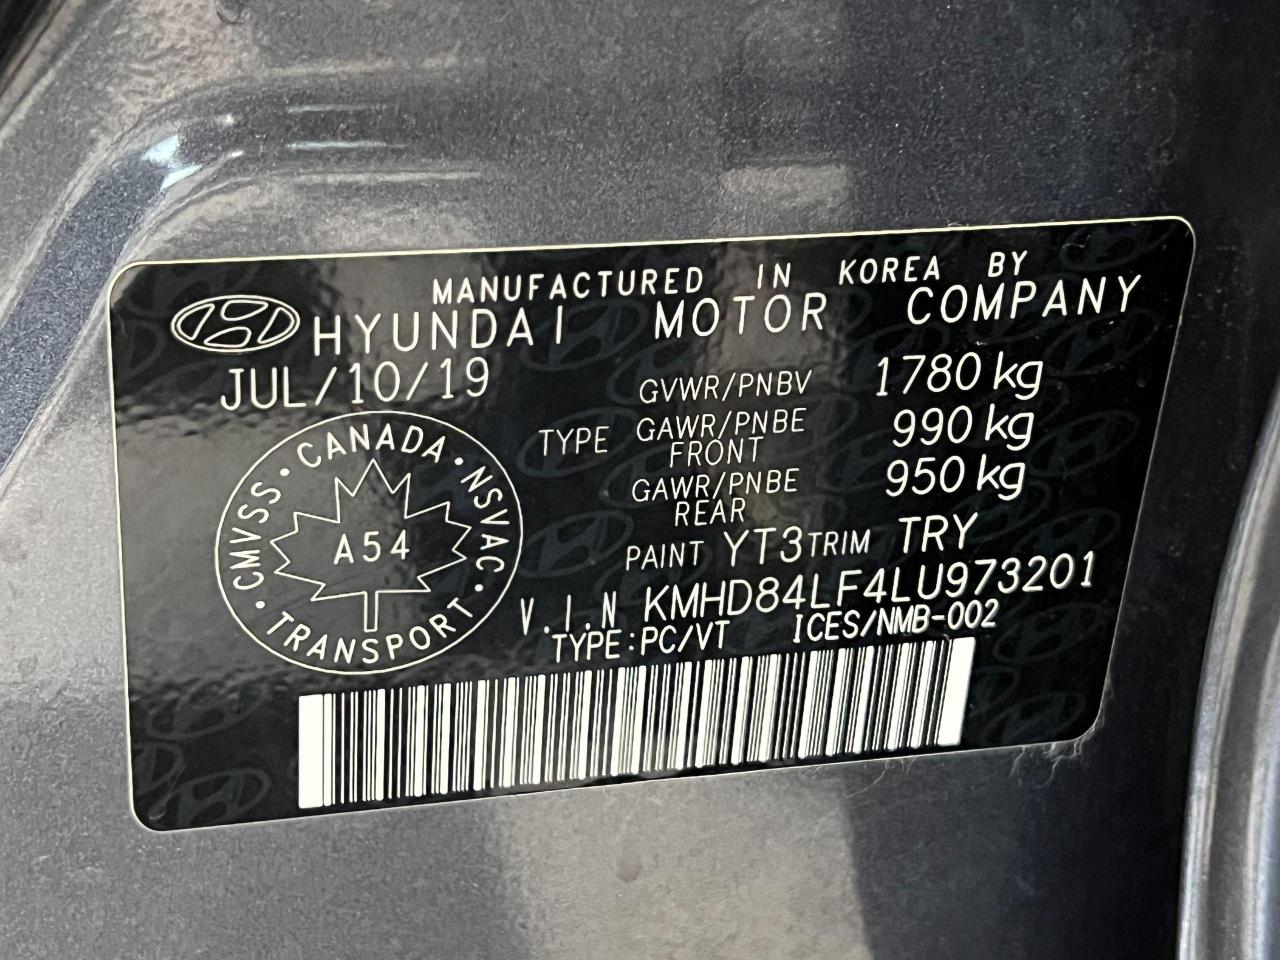 MANUFACTURED IN KOREA BY
HYUNDAI MOTOR COMPANY
JUL/10/19
GVWR/PNBV 1780 kg
TYPE GAWR/PNBE FRONT 990 kg
GAWR/PNBE REAR 950 kg
CANADA · NSVAC · TRANSPORT · CMVSS ·
A54
PAINT YT3 TRIM TRY
V.I.N KMHD84LF4LU973201
TYPE:PC/VT ICES/NMB-002